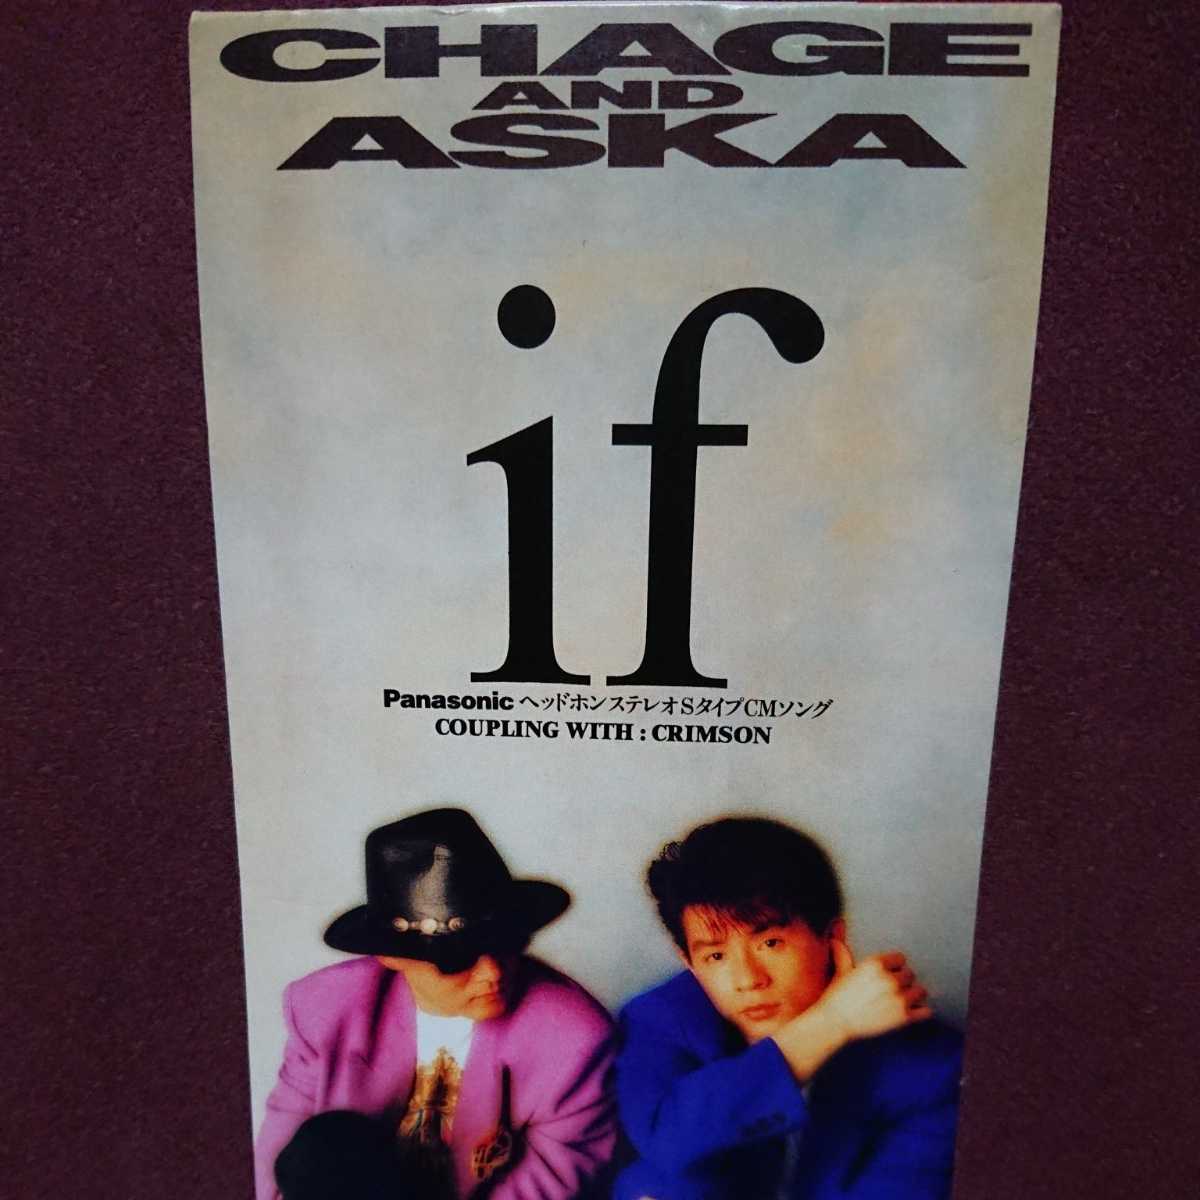 CHAGE
AND
ASKA
if
Panasonic ヘッドホンステレオSタイプCMソング
COUPLING WITH : CRIMSON